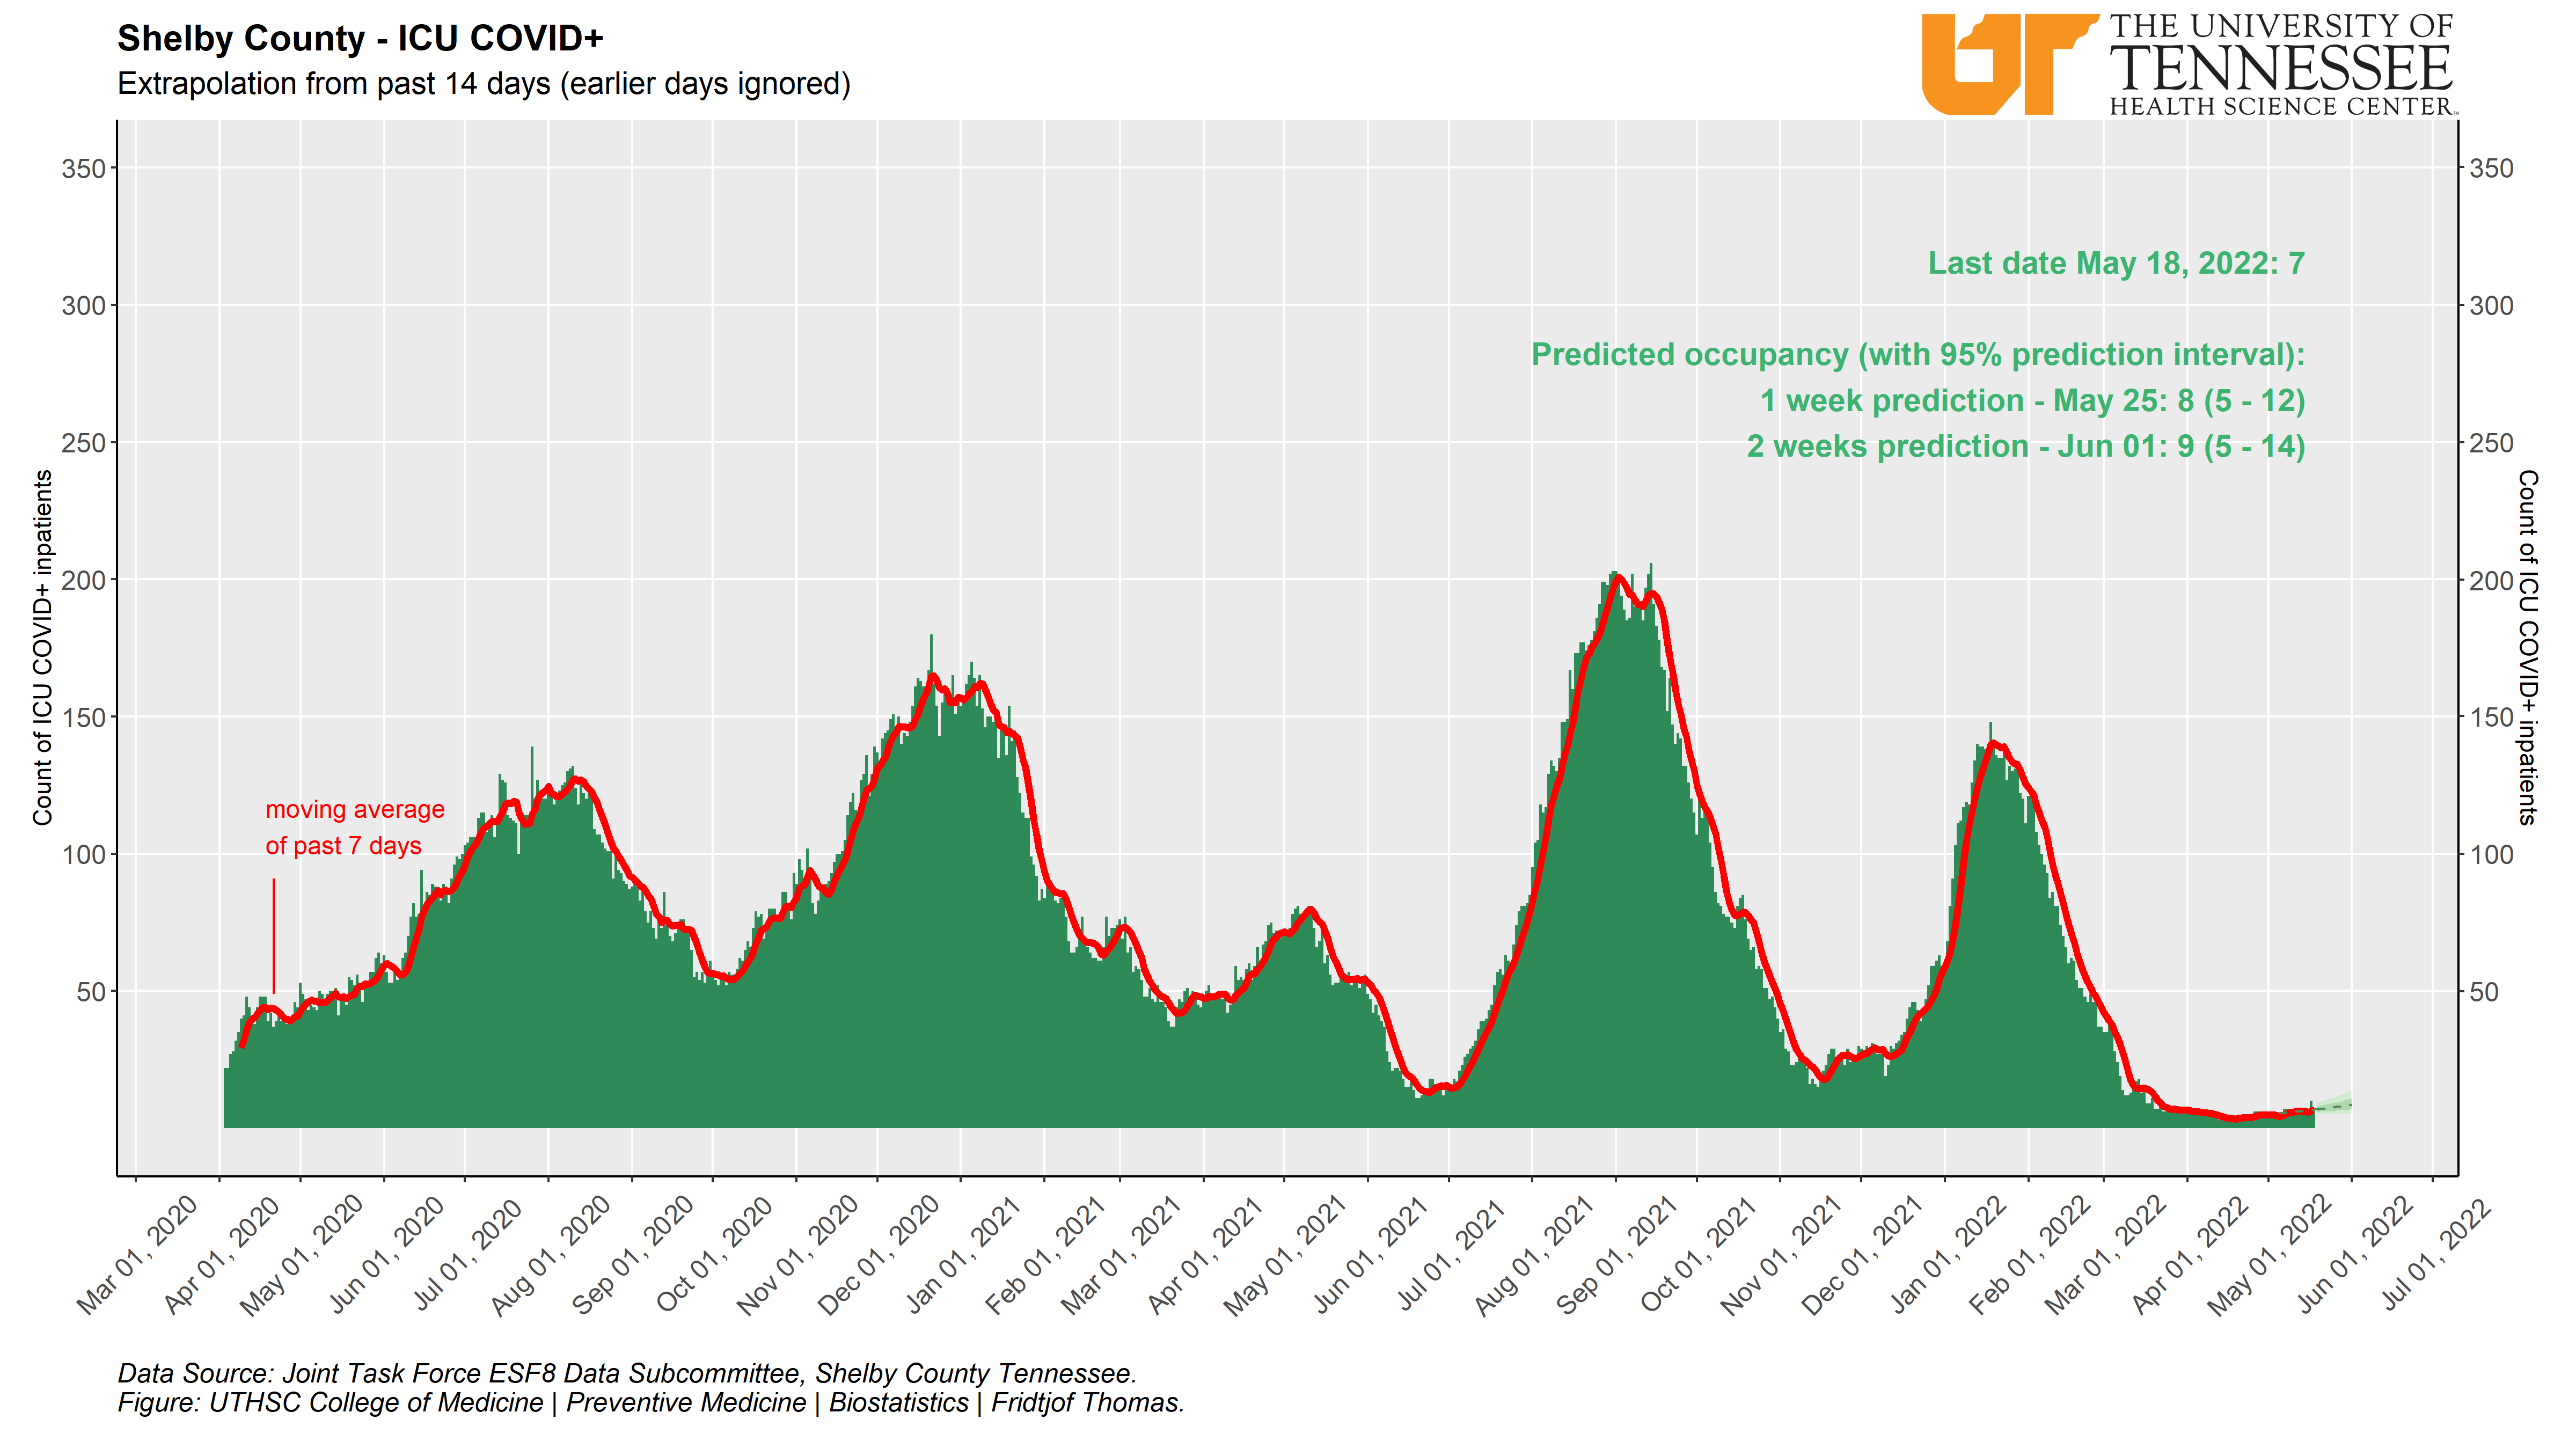 Shelby County - ICU COVID+
Extrapolation from past 14 days (earlier days ignored)
UT
THE UNIVERSITY OF
TENNESSEE
HEALTH SCIENCE CENTER™
350
300
250
200
150
100
50
Count of ICU COVID+ inpatients
Last date May 18, 2022: 7
Predicted occupancy (with 95% prediction interval):
1 week prediction - May 25: 8 (5 - 12)
2 weeks prediction - Jun 01: 9 (5 - 14)
moving average
of past 7 days
350
300
250
200
150
100
50
Count of ICU COVID+ inpatients
Mar 01, 2020
Apr 01, 2020
May 01, 2020
Jun 01, 2020
Jul 01, 2020
Aug 01, 2020
Sep 01, 2020
Oct 01, 2020
Nov 01, 2020
Dec 01, 2020
Jan 01, 2021
Feb 01, 2021
Mar 01, 2021
Apr 01, 2021
May 01, 2021
Jun 01, 2021
Jul 01, 2021
Aug 01, 2021
Sep 01, 2021
Oct 01, 2021
Nov 01, 2021
Dec 01, 2021
Jan 01, 2022
Feb 01, 2022
Mar 01, 2022
Apr 01, 2022
May 01, 2022
Jun 01, 2022
Jul 01, 2022
Data Source: Joint Task Force ESF8 Data Subcommittee, Shelby County Tennessee.
Figure: UTHSC College of Medicine | Preventive Medicine | Biostatistics | Fridtjof Thomas.